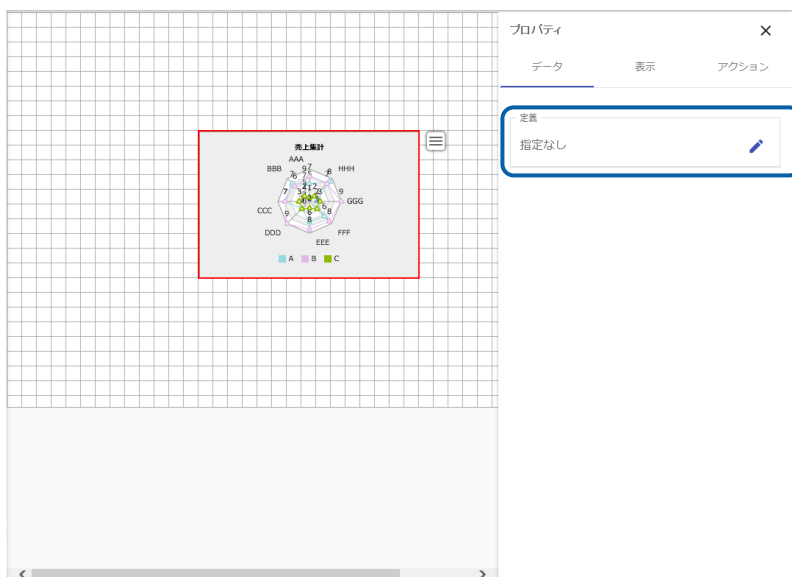 プロパティ
データ 表示 アクション
定義
指定なし
売上集計
AAA
BBB
HHH
CCC
GGG
DDD
FFF
EEE
A B C